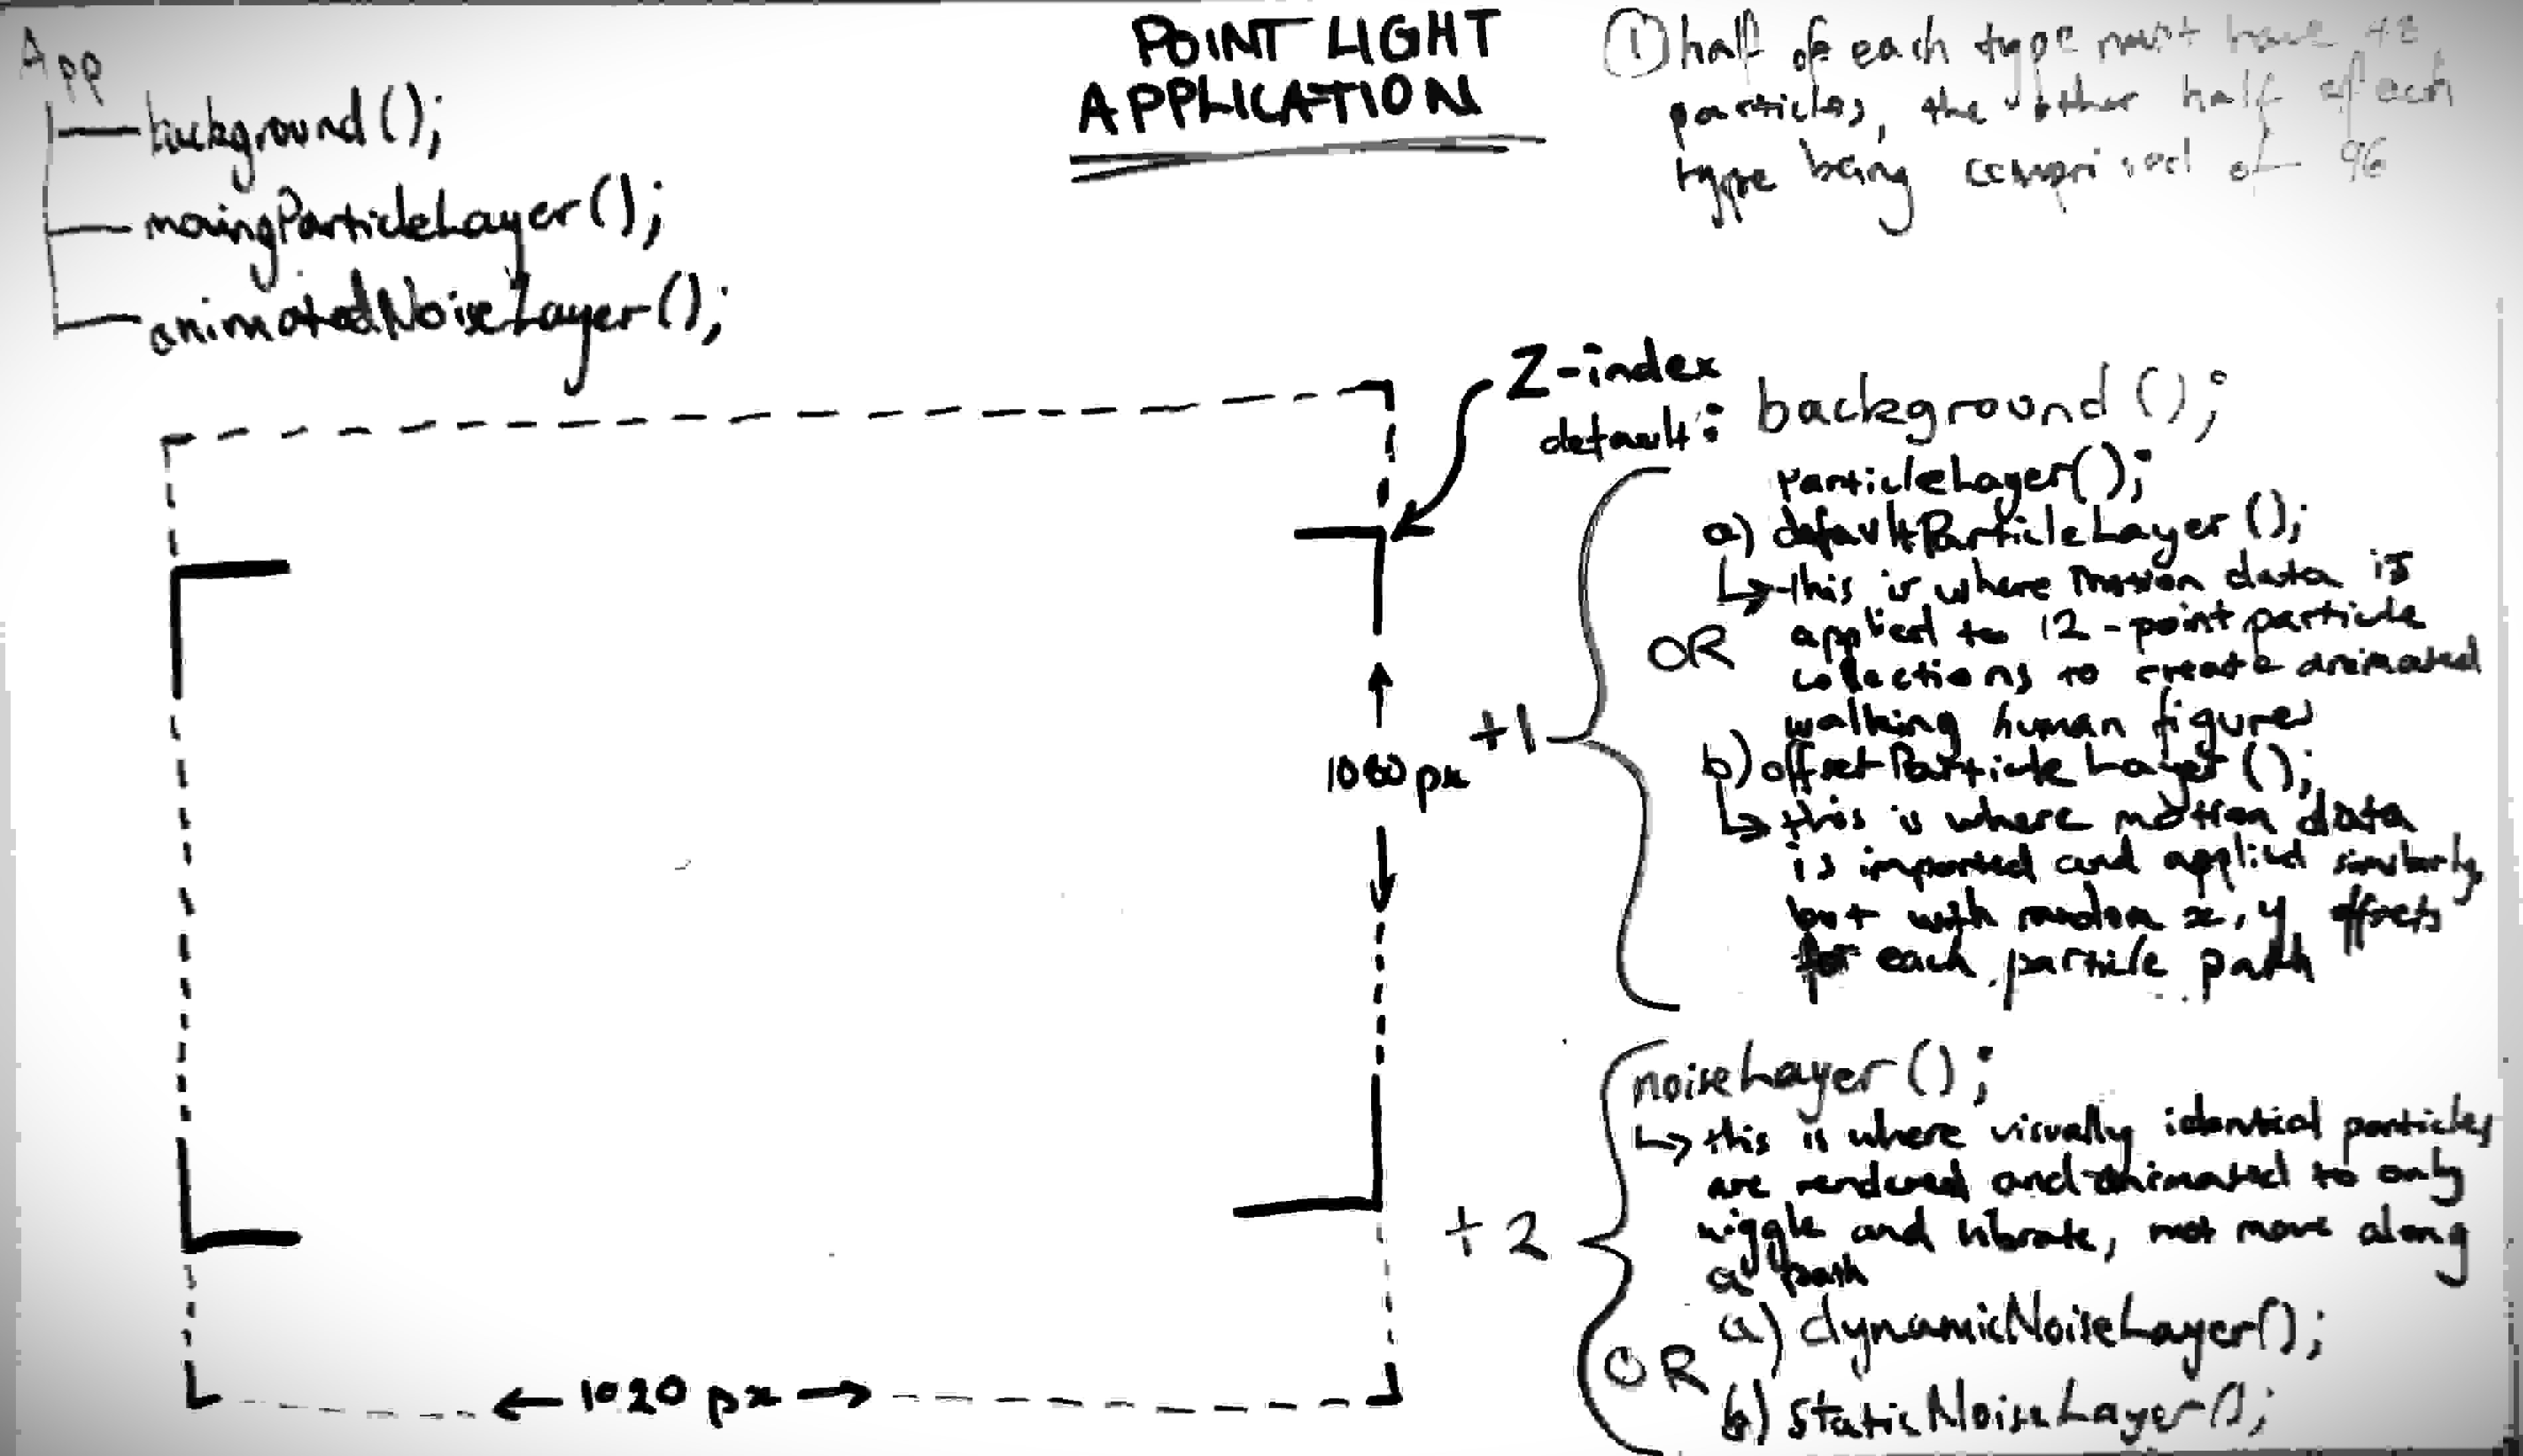 POINT LIGHT
APPLICATION
App
background();
movingParticleLayer();
animatedNoiseLayer();
① half of each type must have 48
particles, the other half of each
type being comprised of 96
Z-index
default:
background();
+1
particleLayer();
a) defaultParticleLayer();
↳ this is where motion data is
applied to 12-point particle
collections to create animated
walking human figures
OR
b) offsetParticleLayer();
↳ this is where motion data
is imported and applied similarly,
but with random x, y offsets
for each particle path
+2
noiseLayer();
↳ this is where visually identical particles
are rendered and animated to only
wiggle and vibrate, not move along
a path
a) dynamicNoiseLayer();
OR
b) staticNoiseLayer();
px
← 1020 px →